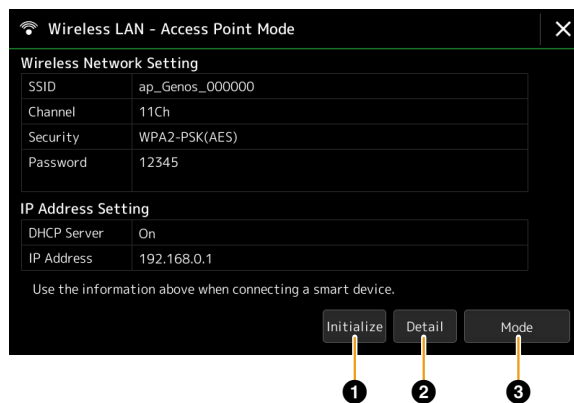 Wireless LAN - Access Point Mode
Wireless Network Setting
SSID ap_Genos_000000
Channel 11Ch
Security WPA2-PSK(AES)
Password 12345
IP Address Setting
DHCP Server On
IP Address 192.168.0.1
Use the information above when connecting a smart device.
Initialize Detail Mode
1 2 3